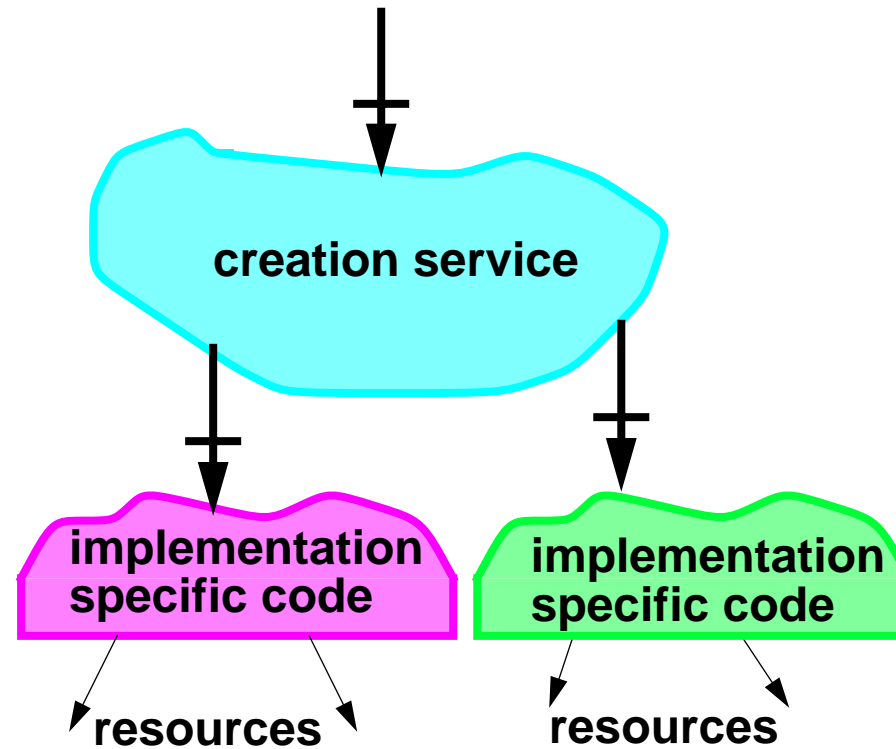 creation service
implementation
specific code
implementation
specific code
resources
resources